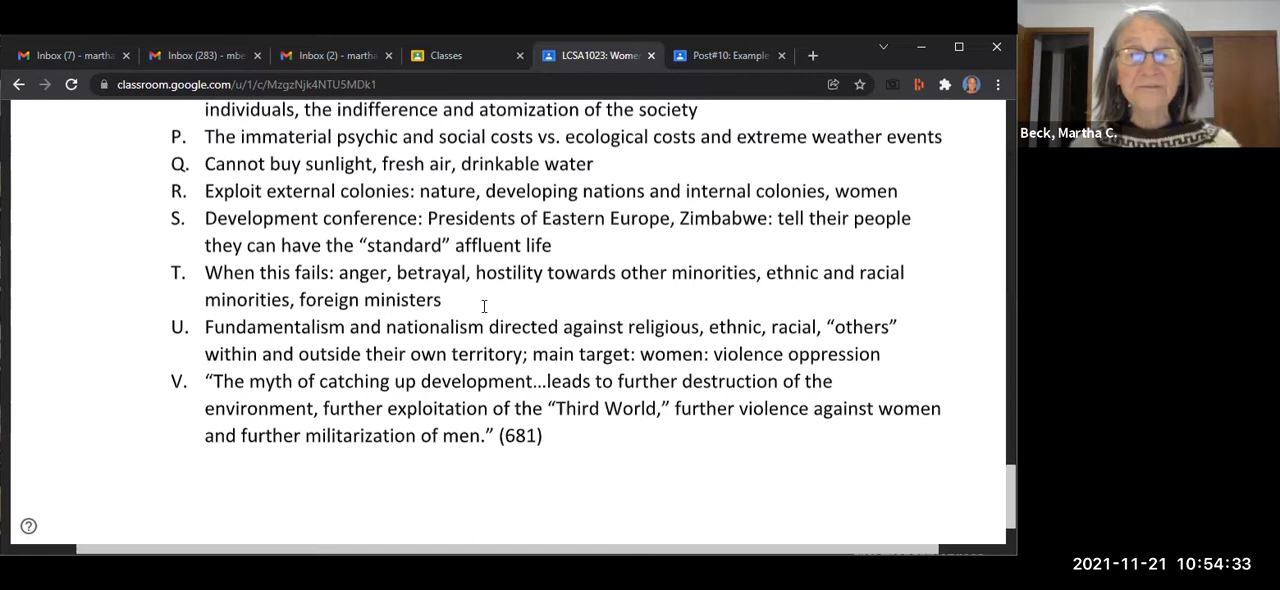 Inbox (7) - martha
Inbox (283) - mbe
Inbox (2) - martha
Classes
LCSA1023: Wome
Post#10: Example
classroom.google.com/u/1/c/MzgzNjk4NTU5MDk1
individuals, the indifference and atomization of the society
P. The immaterial psychic and social costs vs. ecological costs and extreme weather events
Q. Cannot buy sunlight, fresh air, drinkable water
R. Exploit external colonies: nature, developing nations and internal colonies, women
S. Development conference: Presidents of Eastern Europe, Zimbabwe: tell their people
they can have the “standard” affluent life
T. When this fails: anger, betrayal, hostility towards other minorities, ethnic and racial
minorities, foreign ministers
U. Fundamentalism and nationalism directed against religious, ethnic, racial, “others”
within and outside their own territory; main target: women: violence oppression
V. “The myth of catching up development...leads to further destruction of the
environment, further exploitation of the “Third World,” further violence against women
and further militarization of men.” (681)
Beck, Martha C.
2021-11-21 10:54:33